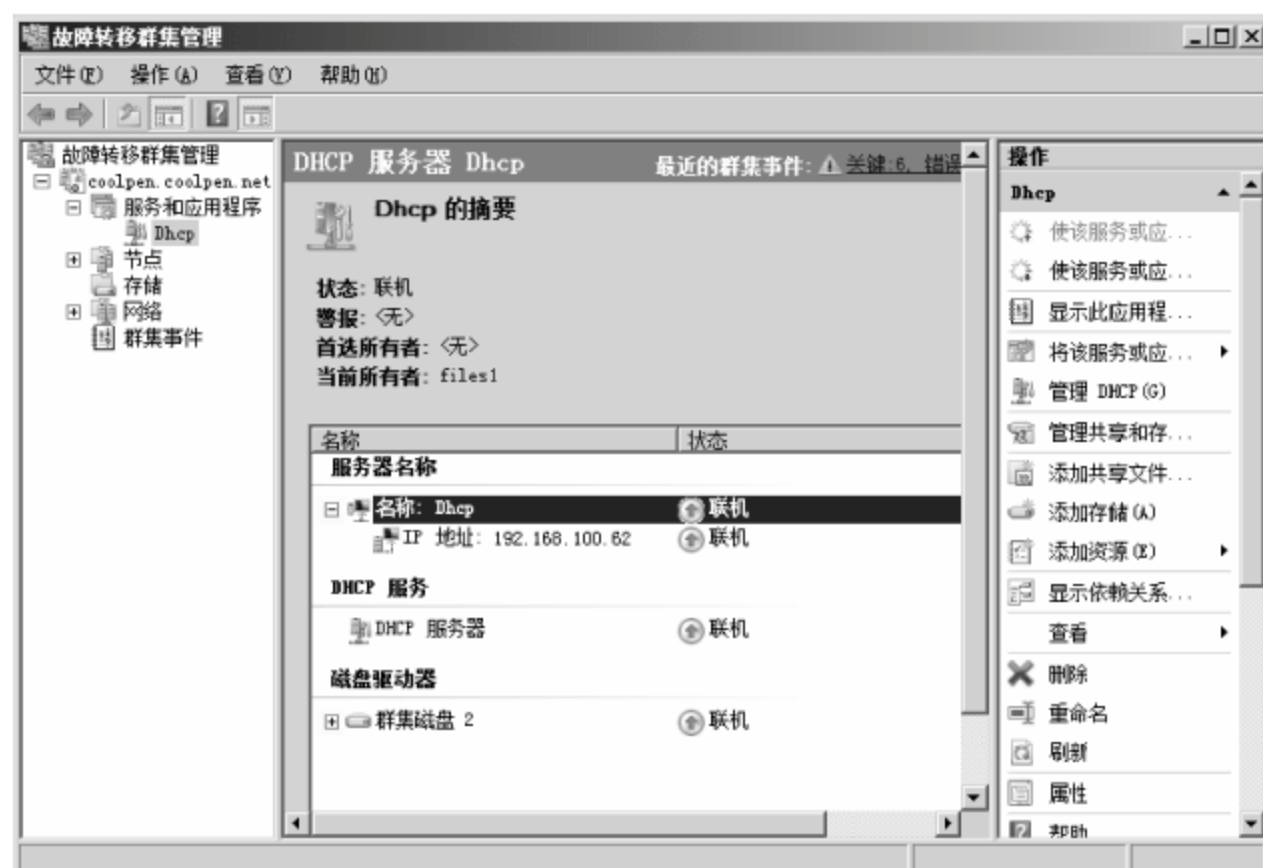 故障转移群集管理
文件(F) 操作(A) 查看(V) 帮助(H)
故障转移群集管理
coolpen.coolpen.net
服务和应用程序
Dhcp
节点
存储
网络
群集事件
DHCP 服务器 Dhcp 最近的群集事件: 关键:6, 错误
Dhcp 的摘要
状态: 联机
警报: <无>
首选所有者: <无>
当前所有者: files1
名称 状态
服务器名称
名称: Dhcp 联机
IP 地址: 192.168.100.62 联机
DHCP 服务
DHCP 服务器 联机
磁盘驱动器
群集磁盘 2 联机
操作
Dhcp
使该服务或应...
使该服务或应...
显示此应用程...
将该服务或应...
管理 DHCP(G)
管理共享和存...
添加共享文件...
添加存储(A)
添加资源(E)
显示依赖关系...
查看
删除
重命名
刷新
属性
帮助